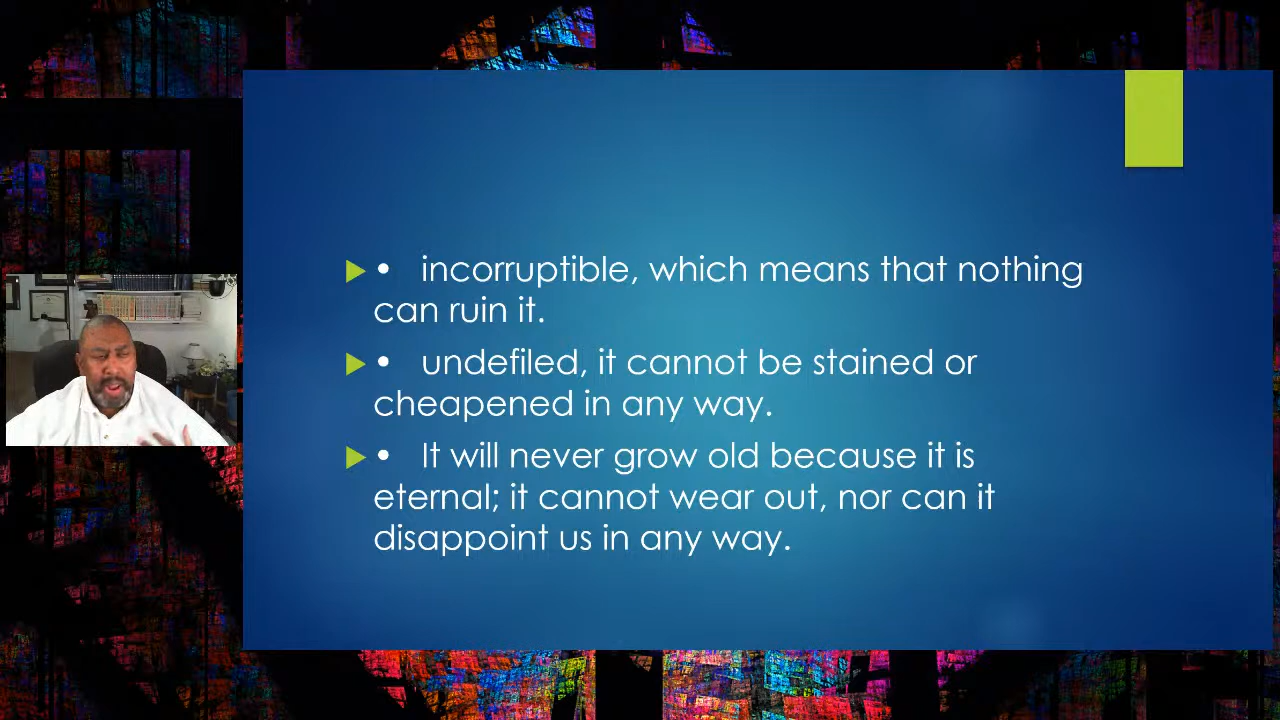 • incorruptible, which means that nothing
can ruin it.
• undefiled, it cannot be stained or
cheapened in any way.
• It will never grow old because it is
eternal; it cannot wear out, nor can it
disappoint us in any way.